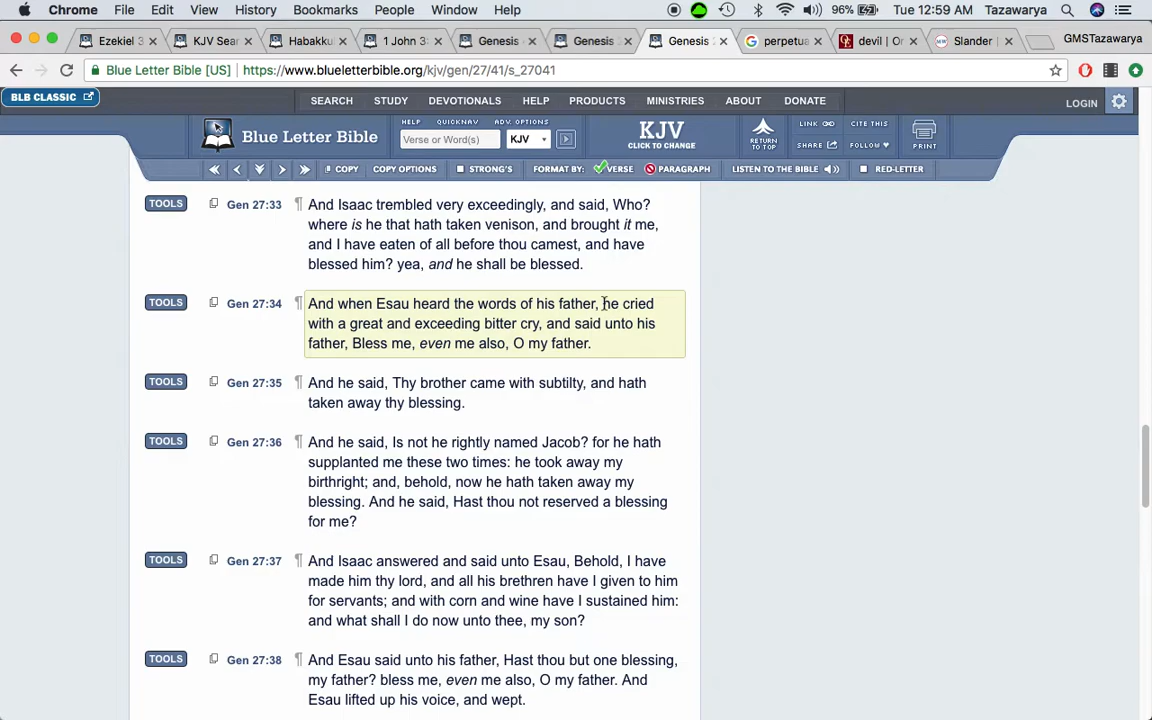 Chrome File Edit View History Bookmarks People Window Help 96% Tue 12:59 AM Tazawarya
Ezekiel 3 KJV Sear Habakku 1 John 3: Genesis Genesis 2 Genesis 2 perpetua devil | Or Slander | GMSTazawarya
Blue Letter Bible [US] https://www.blueletterbible.org/kjv/gen/27/41/s_27041
BLB CLASSIC SEARCH STUDY DEVOTIONALS HELP PRODUCTS MINISTRIES ABOUT DONATE LOGIN
HELP QUICKNAV ADV. OPTIONS
Blue Letter Bible Verse or Word(s) KJV
KJV
CLICK TO CHANGE
RETURN
TO TOP
LINK CITE THIS
SHARE FOLLOW
PRINT
COPY COPY OPTIONS STRONG'S FORMAT BY: VERSE PARAGRAPH LISTEN TO THE BIBLE RED-LETTER
TOOLS Gen 27:33 ¶ And Isaac trembled very exceedingly, and said, Who?
where is he that hath taken venison, and brought it me,
and I have eaten of all before thou camest, and have
blessed him? yea, and he shall be blessed.
TOOLS Gen 27:34 ¶ And when Esau heard the words of his father, he cried
with a great and exceeding bitter cry, and said unto his
father, Bless me, even me also, O my father.
TOOLS Gen 27:35 ¶ And he said, Thy brother came with subtilty, and hath
taken away thy blessing.
TOOLS Gen 27:36 ¶ And he said, Is not he rightly named Jacob? for he hath
supplanted me these two times: he took away my
birthright; and, behold, now he hath taken away my
blessing. And he said, Hast thou not reserved a blessing
for me?
TOOLS Gen 27:37 ¶ And Isaac answered and said unto Esau, Behold, I have
made him thy lord, and all his brethren have I given to him
for servants; and with corn and wine have I sustained him:
and what shall I do now unto thee, my son?
TOOLS Gen 27:38 ¶ And Esau said unto his father, Hast thou but one blessing,
my father? bless me, even me also, O my father. And
Esau lifted up his voice, and wept.